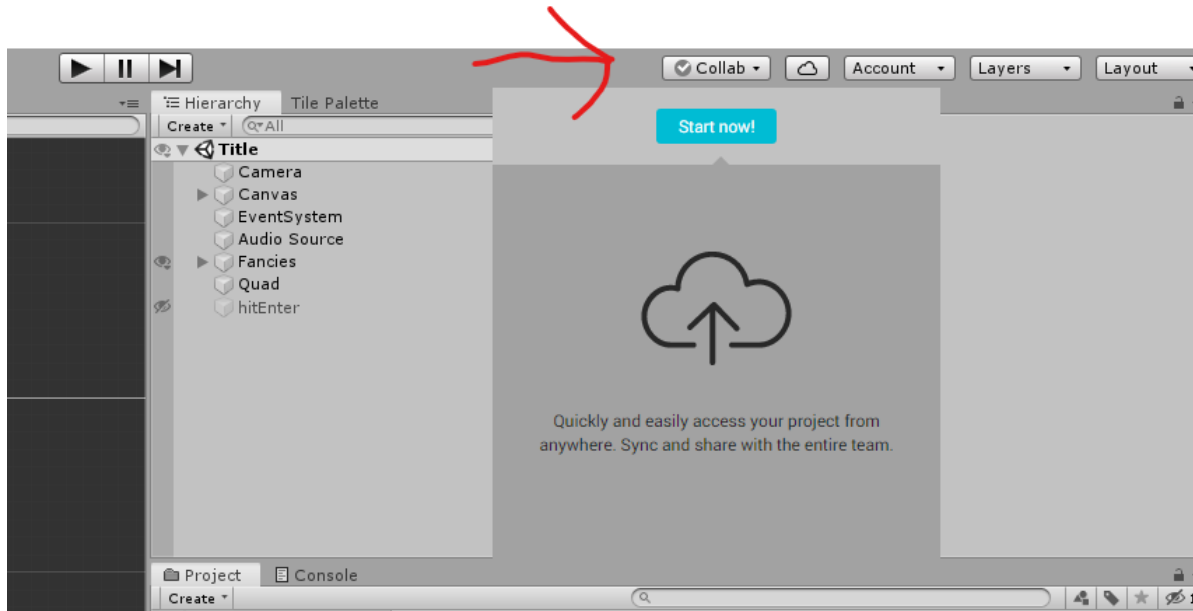 Collab
Account
Layers
Layout
Hierarchy
Tile Palette
Create
All
Start now!
Title
Camera
Canvas
EventSystem
Audio Source
Fancies
Quad
hitEnter
Quickly and easily access your project from
anywhere. Sync and share with the entire team.
Project
Console
Create